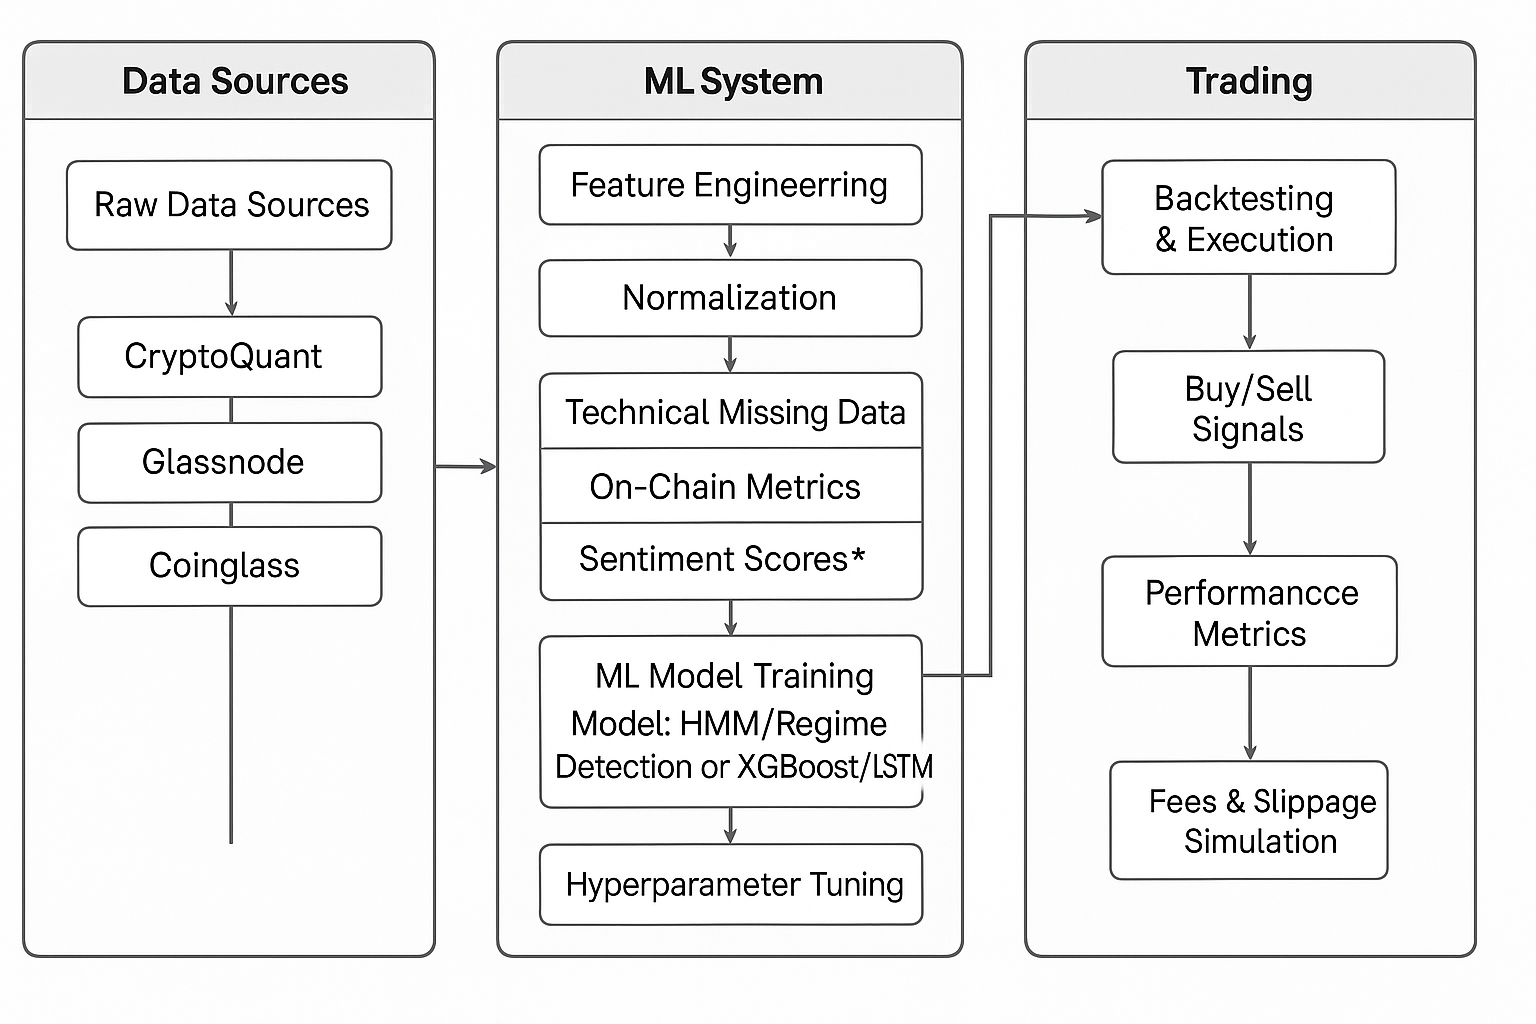 Data Sources
Raw Data Sources
CryptoQuant
Glassnode
Coinglass
ML System
Feature Engineerring
Normalization
Technical Missing Data
On-Chain Metrics
Sentiment Scores*
ML Model Training
Model: HMM/Regime
Detection or XGBoost/LSTM
Hyperparameter Tuning
Trading
Backtesting
& Execution
Buy/Sell
Signals
Performancce
Metrics
Fees & Slippage
Simulation